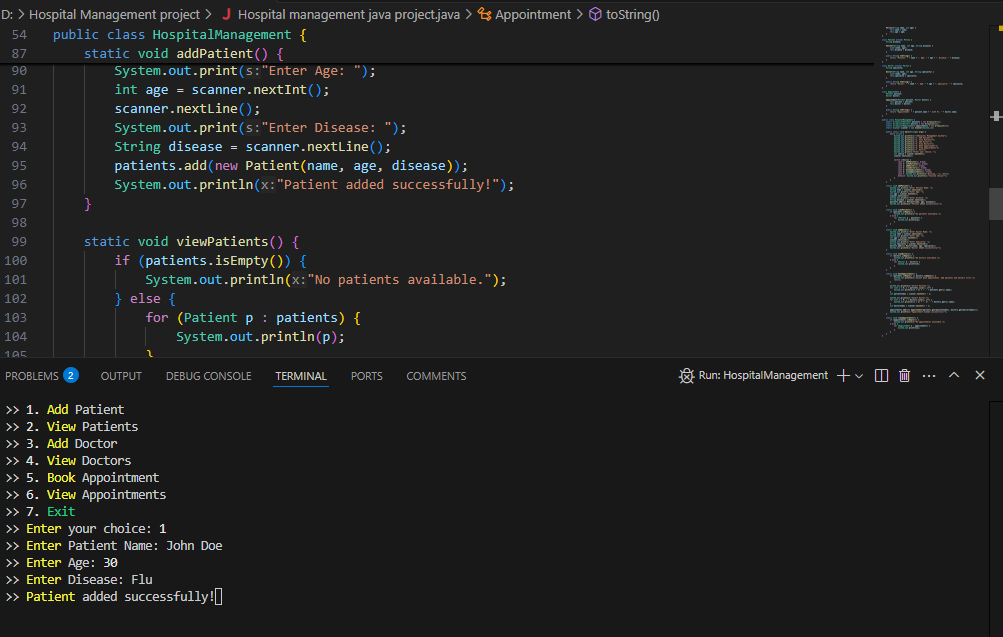 D: > Hospital Management project > J Hospital management java project.java > Appointment > toString()
54 public class HospitalManagement {
87 static void addPatient() {
90 System.out.print(s:"Enter Age: ");
91 int age = scanner.nextInt();
92 scanner.nextLine();
93 System.out.print(s:"Enter Disease: ");
94 String disease = scanner.nextLine();
95 patients.add(new Patient(name, age, disease));
96 System.out.println(x:"Patient added successfully!");
97 }
98
99 static void viewPatients() {
100 if (patients.isEmpty()) {
101 System.out.println(x:"No patients available.");
102 } else {
103 for (Patient p : patients) {
104 System.out.println(p);
105 }
PROBLEMS 2 OUTPUT DEBUG CONSOLE TERMINAL PORTS COMMENTS Run: HospitalManagement
>> 1. Add Patient
>> 2. View Patients
>> 3. Add Doctor
>> 4. View Doctors
>> 5. Book Appointment
>> 6. View Appointments
>> 7. Exit
>> Enter your choice: 1
>> Enter Patient Name: John Doe
>> Enter Age: 30
>> Enter Disease: Flu
>> Patient added successfully!